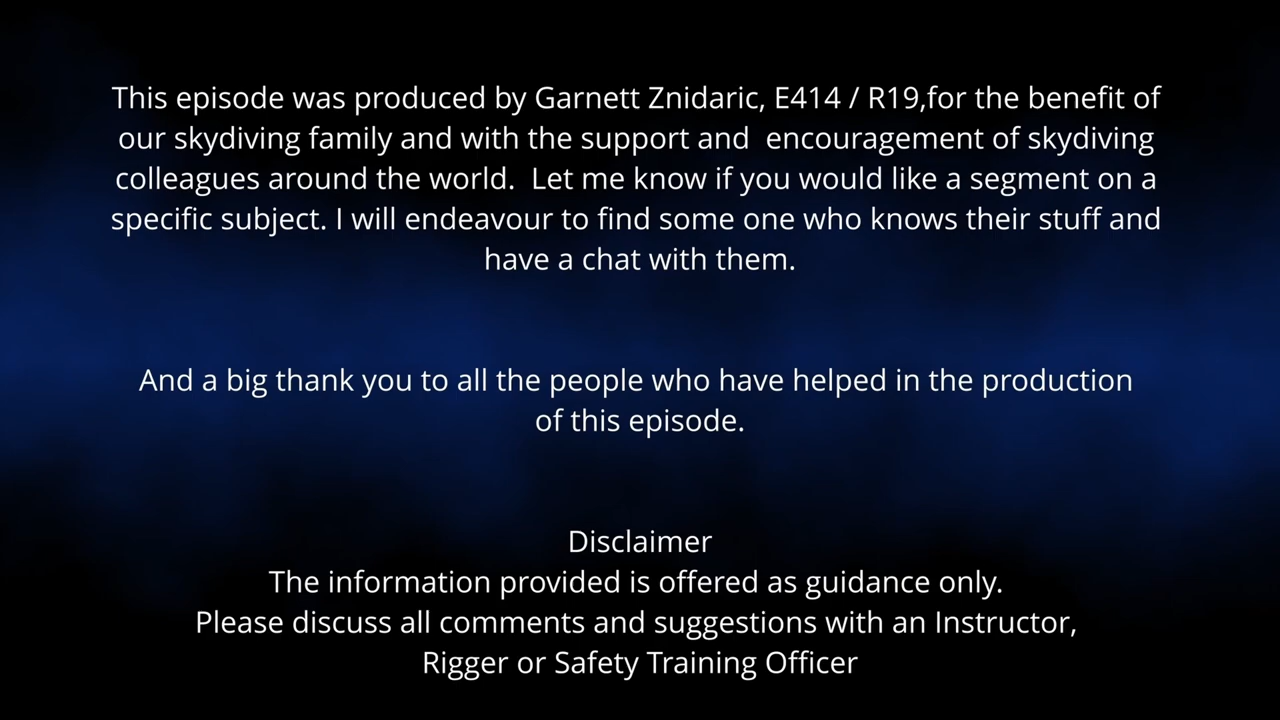 This episode was produced by Garnett Znidaric, E414 / R19,for the benefit of
our skydiving family and with the support and  encouragement of skydiving
colleagues around the world.  Let me know if you would like a segment on a
specific subject. I will endeavour to find some one who knows their stuff and
have a chat with them.
And a big thank you to all the people who have helped in the production
of this episode.
Disclaimer
The information provided is offered as guidance only.
Please discuss all comments and suggestions with an Instructor,
Rigger or Safety Training Officer